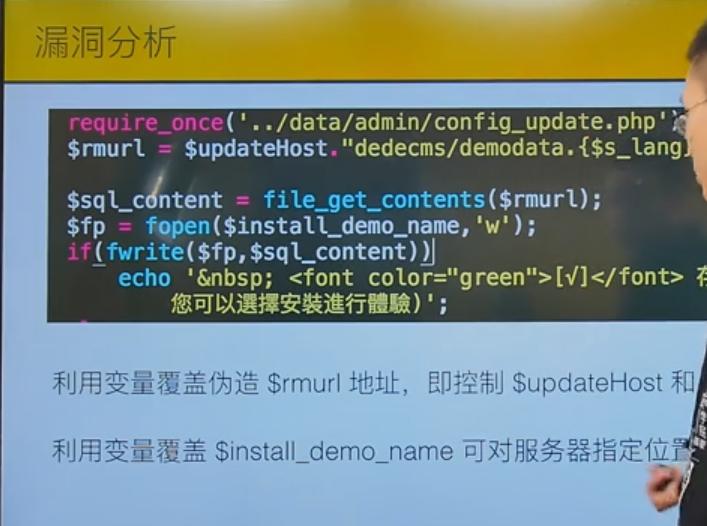 漏洞分析
require_once('../data/admin/config_update.php');
$rmurl = $updateHost."dedecms/demodata.{$s_lang}
$sql_content = file_get_contents($rmurl);
$fp = fopen($install_demo_name,'w');
if(fwrite($fp,$sql_content))
echo '&nbsp; <font color="green">[√]</font> 存
您可以選擇安裝進行體驗)';
利用变量覆盖伪造 $rmurl 地址，即控制 $updateHost 和
利用变量覆盖 $install_demo_name 可对服务器指定位置